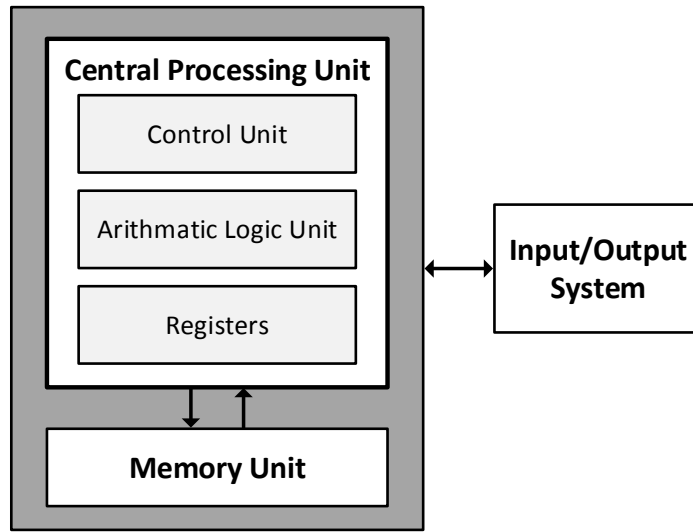 Central Processing Unit
Control Unit
Arithmatic Logic Unit
Registers
Memory Unit
Input/Output
System